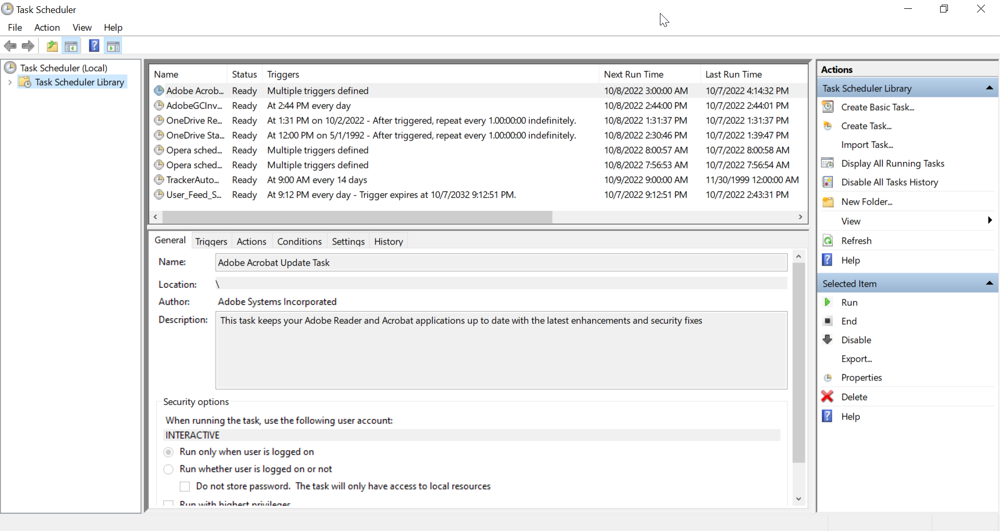 Task Scheduler
File Action View Help
Task Scheduler (Local)
Task Scheduler Library
Name Status Triggers Next Run Time Last Run Time
Adobe Acrob... Ready Multiple triggers defined 10/8/2022 3:00:00 AM 10/7/2022 4:14:32 PM
AdobeGCInv... Ready At 2:44 PM every day 10/8/2022 2:44:00 PM 10/7/2022 2:44:01 PM
OneDrive Re... Ready At 1:31 PM on 10/2/2022 - After triggered, repeat every 1.00:00:00 indefinitely. 10/8/2022 1:31:37 PM 10/7/2022 1:31:37 PM
OneDrive Sta... Ready At 12:00 PM on 5/1/1992 - After triggered, repeat every 1.00:00:00 indefinitely. 10/8/2022 2:30:46 PM 10/7/2022 1:39:47 PM
Opera sched... Ready Multiple triggers defined 10/8/2022 8:00:57 AM 10/7/2022 8:00:58 AM
Opera sched... Ready Multiple triggers defined 10/8/2022 7:56:53 AM 10/7/2022 7:56:54 AM
TrackerAuto... Ready At 9:00 AM every 14 days 10/9/2022 9:00:00 AM 11/30/1999 12:00:00 AM
User_Feed_S... Ready At 9:12 PM every day - Trigger expires at 10/7/2032 9:12:51 PM. 10/7/2022 9:12:51 PM 10/7/2022 2:43:31 PM
General Triggers Actions Conditions Settings History
Name: Adobe Acrobat Update Task
Location: \
Author: Adobe Systems Incorporated
Description: This task keeps your Adobe Reader and Acrobat applications up to date with the latest enhancements and security fixes
Security options
When running the task, use the following user account:
INTERACTIVE
Run only when user is logged on
Run whether user is logged on or not
Do not store password. The task will only have access to local resources
Run with highest privileges
Actions
Task Scheduler Library
Create Basic Task...
Create Task...
Import Task...
Display All Running Tasks
Disable All Tasks History
New Folder...
View
Refresh
Help
Selected Item
Run
End
Disable
Export...
Properties
Delete
Help